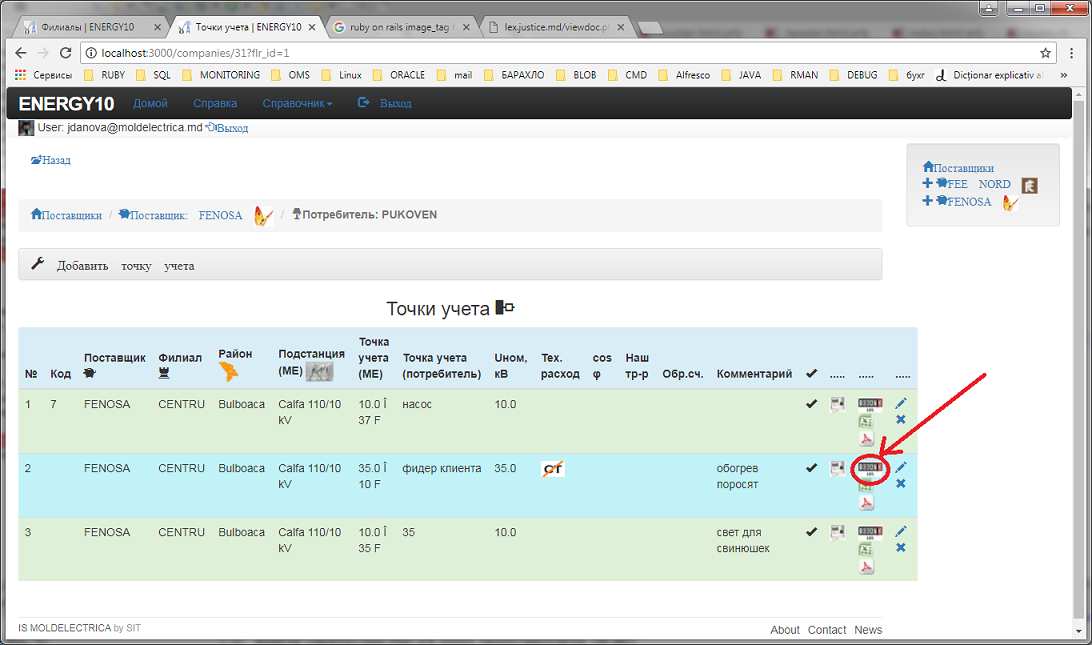 Филиалы | ENERGY10
Точки учета | ENERGY10
ruby on rails image_tag
lex.justice.md/viewdoc.p
localhost:3000/companies/31?flr_id=1
Сервисы RUBY SQL MONITORING OMS Linux ORACLE mail БАРАХЛО BLOB CMD Alfresco JAVA RMAN DEBUG бухг Dicționar explicativ al »
ENERGY10 Домой Справка Справочник Выход
User: jdanova@moldelectrica.md Выход
Назад
Поставщики
FEE NORD
FENOSA
Поставщики / Поставщик: FENOSA / Потребитель: PUKOVEN
Добавить точку учета
Точки учета
№ Код Поставщик Филиал Район Подстанция (МЕ) Точка учета (МЕ) Точка учета (потребитель) Uном, кВ Тех. расход cos φ Наш тр-р Обр.сч. Комментарий ..... ..... .....
1 7 FENOSA CENTRU Bulboaca Calfa 110/10 kV 10.0 Î 37 F насос 10.0
2 FENOSA CENTRU Bulboaca Calfa 110/10 kV 35.0 Î 10 F фидер клиента 35.0 CT обогрев поросят
3 FENOSA CENTRU Bulboaca Calfa 110/10 kV 10.0 Î 35 F 35 10.0 свет для свинюшек
IS MOLDELECTRICA by SIT
About Contact News